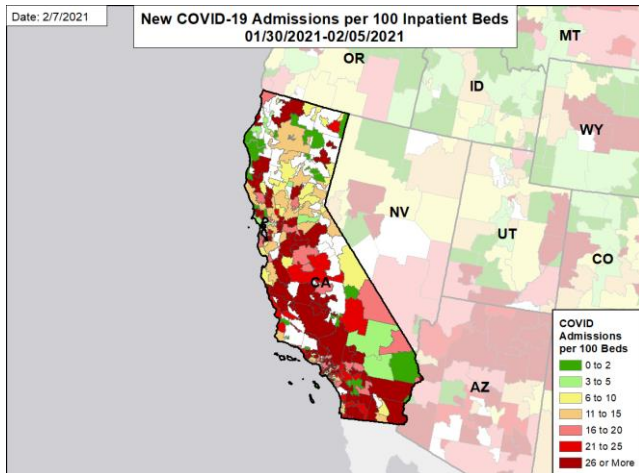 Date: 2/7/2021
New COVID-19 Admissions per 100 Inpatient Beds
01/30/2021-02/05/2021
MT
OR
ID
WY
NV
UT
CO
CA
AZ
COVID
Admissions
per 100 Beds
0 to 2
3 to 5
6 to 10
11 to 15
16 to 20
21 to 25
26 or More